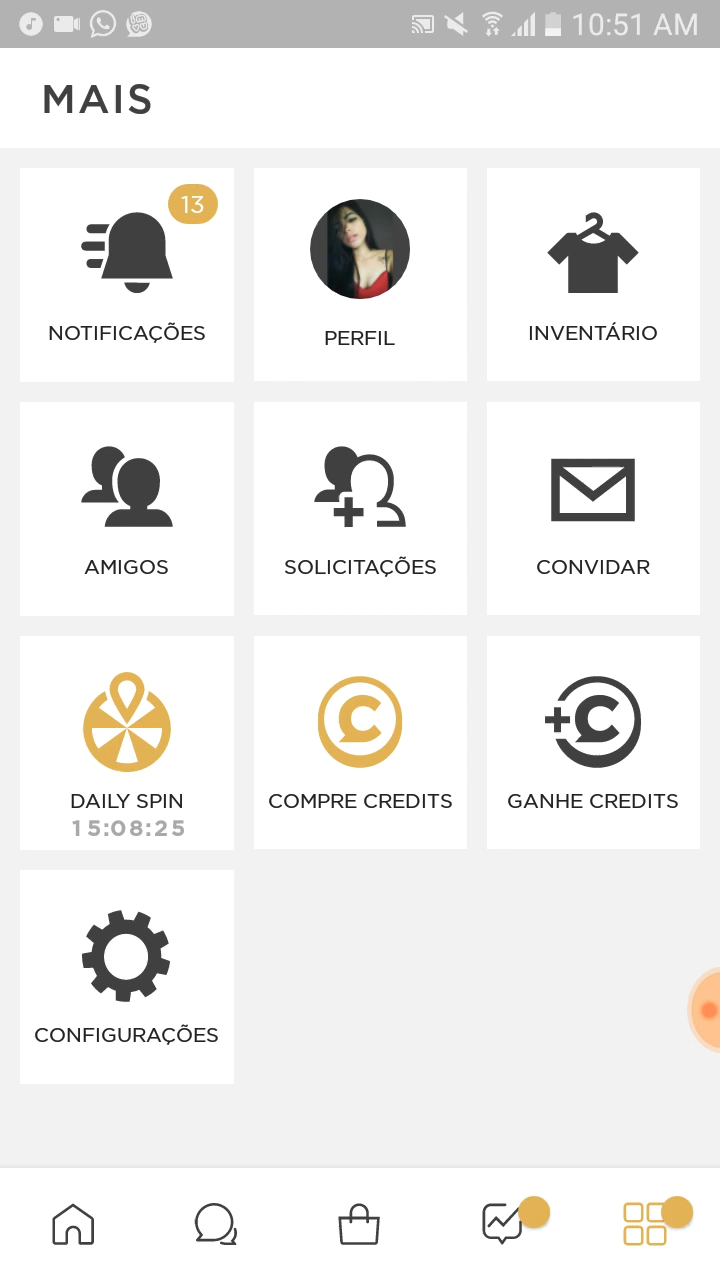 10:51 AM
MAIS
13
NOTIFICAÇÕES
PERFIL
INVENTÁRIO
AMIGOS
SOLICITAÇÕES
CONVIDAR
DAILY SPIN
15:08:25
COMPRE CREDITS
GANHE CREDITS
CONFIGURAÇÕES